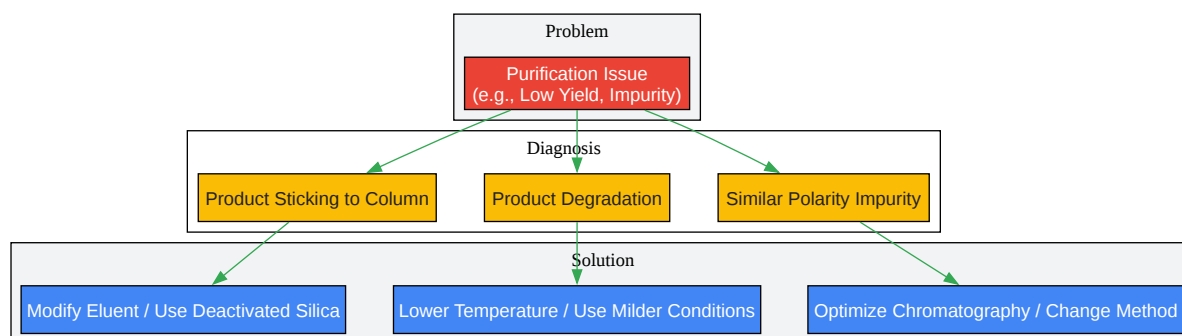 Problem
Purification Issue
(e.g., Low Yield, Impurity)
Diagnosis
Product Sticking to Column
Product Degradation
Similar Polarity Impurity
Solution
Modify Eluent / Use Deactivated Silica
Lower Temperature / Use Milder Conditions
Optimize Chromatography / Change Method